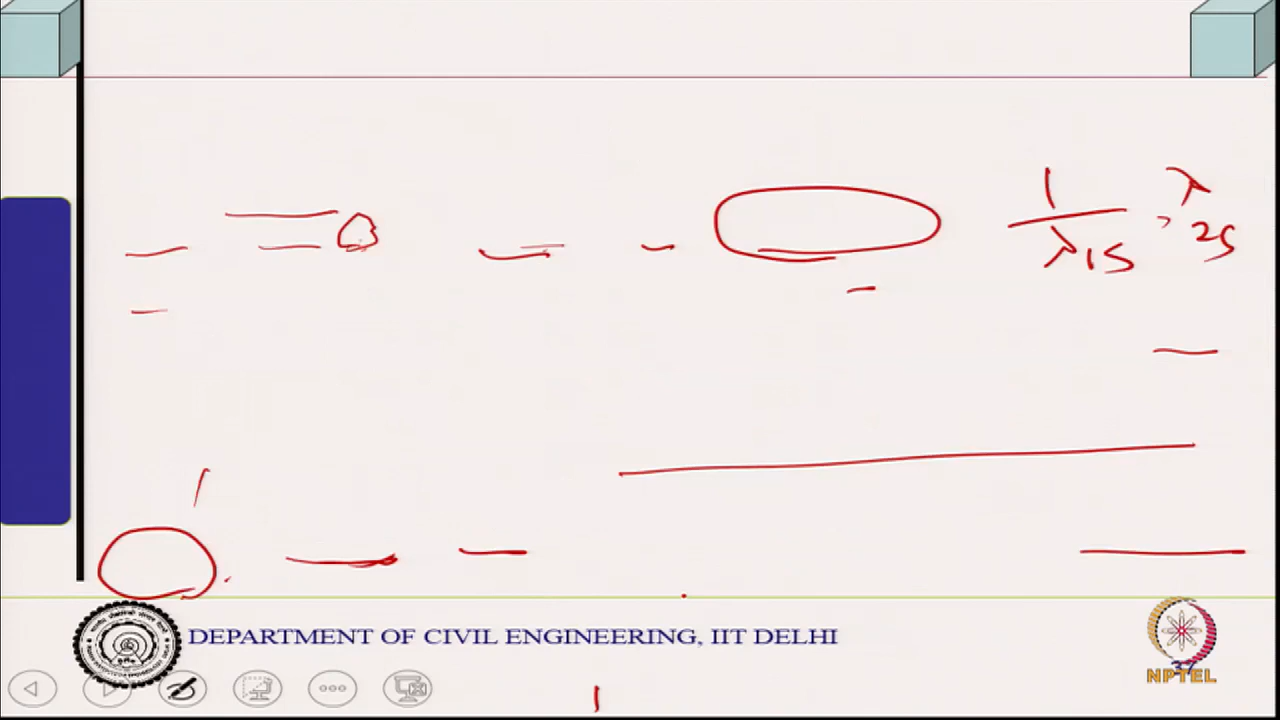 1 λ
λ15 , 25
DEPARTMENT OF CIVIL ENGINEERING, IIT DELHI
NPTEL